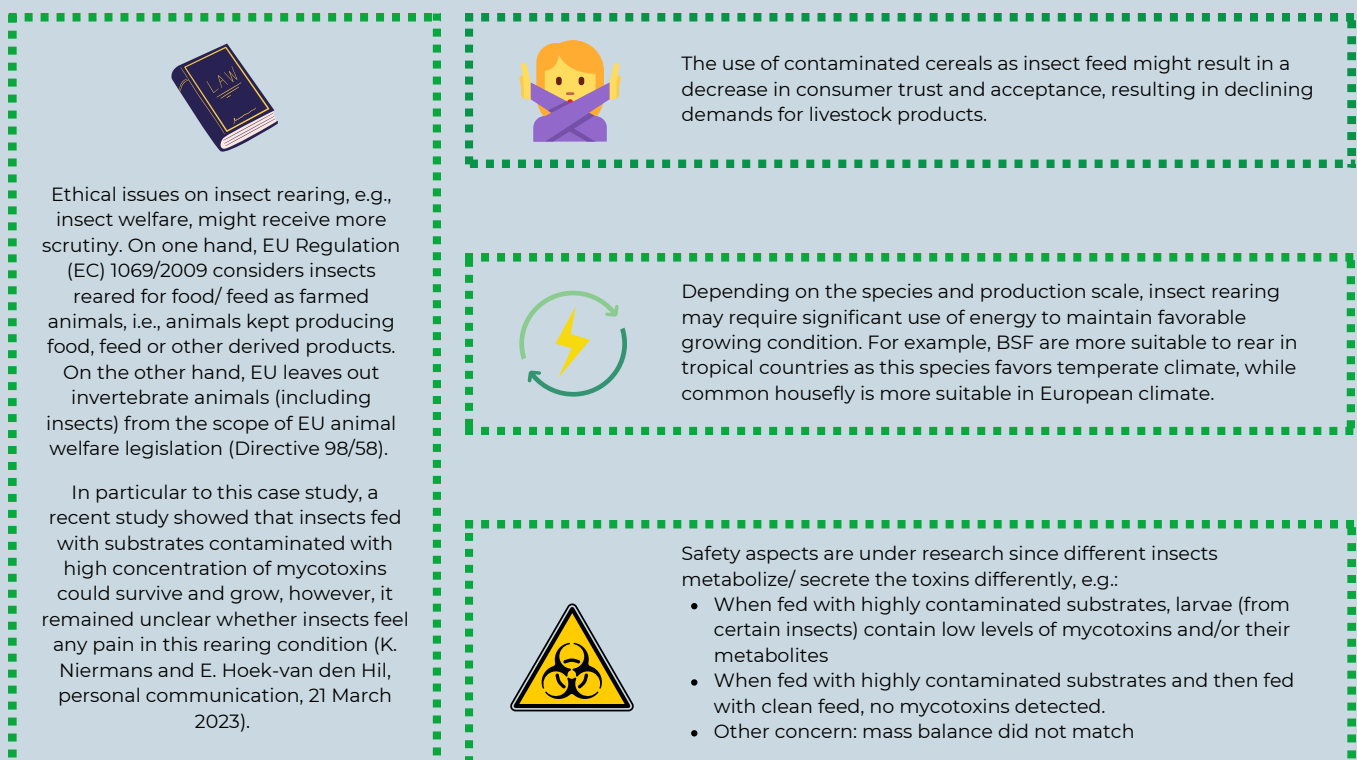 LAW
Ethical issues on insect rearing, e.g.,
insect welfare, might receive more
scrutiny. On one hand, EU Regulation
(EC) 1069/2009 considers insects
reared for food/ feed as farmed
animals, i.e., animals kept producing
food, feed or other derived products.
On the other hand, EU leaves out
invertebrate animals (including
insects) from the scope of EU animal
welfare legislation (Directive 98/58).
In particular to this case study, a
recent study showed that insects fed
with substrates contaminated with
high concentration of mycotoxins
could survive and grow, however, it
remained unclear whether insects feel
any pain in this rearing condition (K.
Niermans and E. Hoek-van den Hil,
personal communication, 21 March
2023).
The use of contaminated cereals as insect feed might result in a
decrease in consumer trust and acceptance, resulting in declining
demands for livestock products.
Depending on the species and production scale, insect rearing
may require significant use of energy to maintain favorable
growing condition. For example, BSF are more suitable to rear in
tropical countries as this species favors temperate climate, while
common housefly is more suitable in European climate.
Safety aspects are under research since different insects
metabolize/ secrete the toxins differently, e.g.:
• When fed with highly contaminated substrates, larvae (from
certain insects) contain low levels of mycotoxins and/or their
metabolites
• When fed with highly contaminated substrates and then fed
with clean feed, no mycotoxins detected.
• Other concern: mass balance did not match